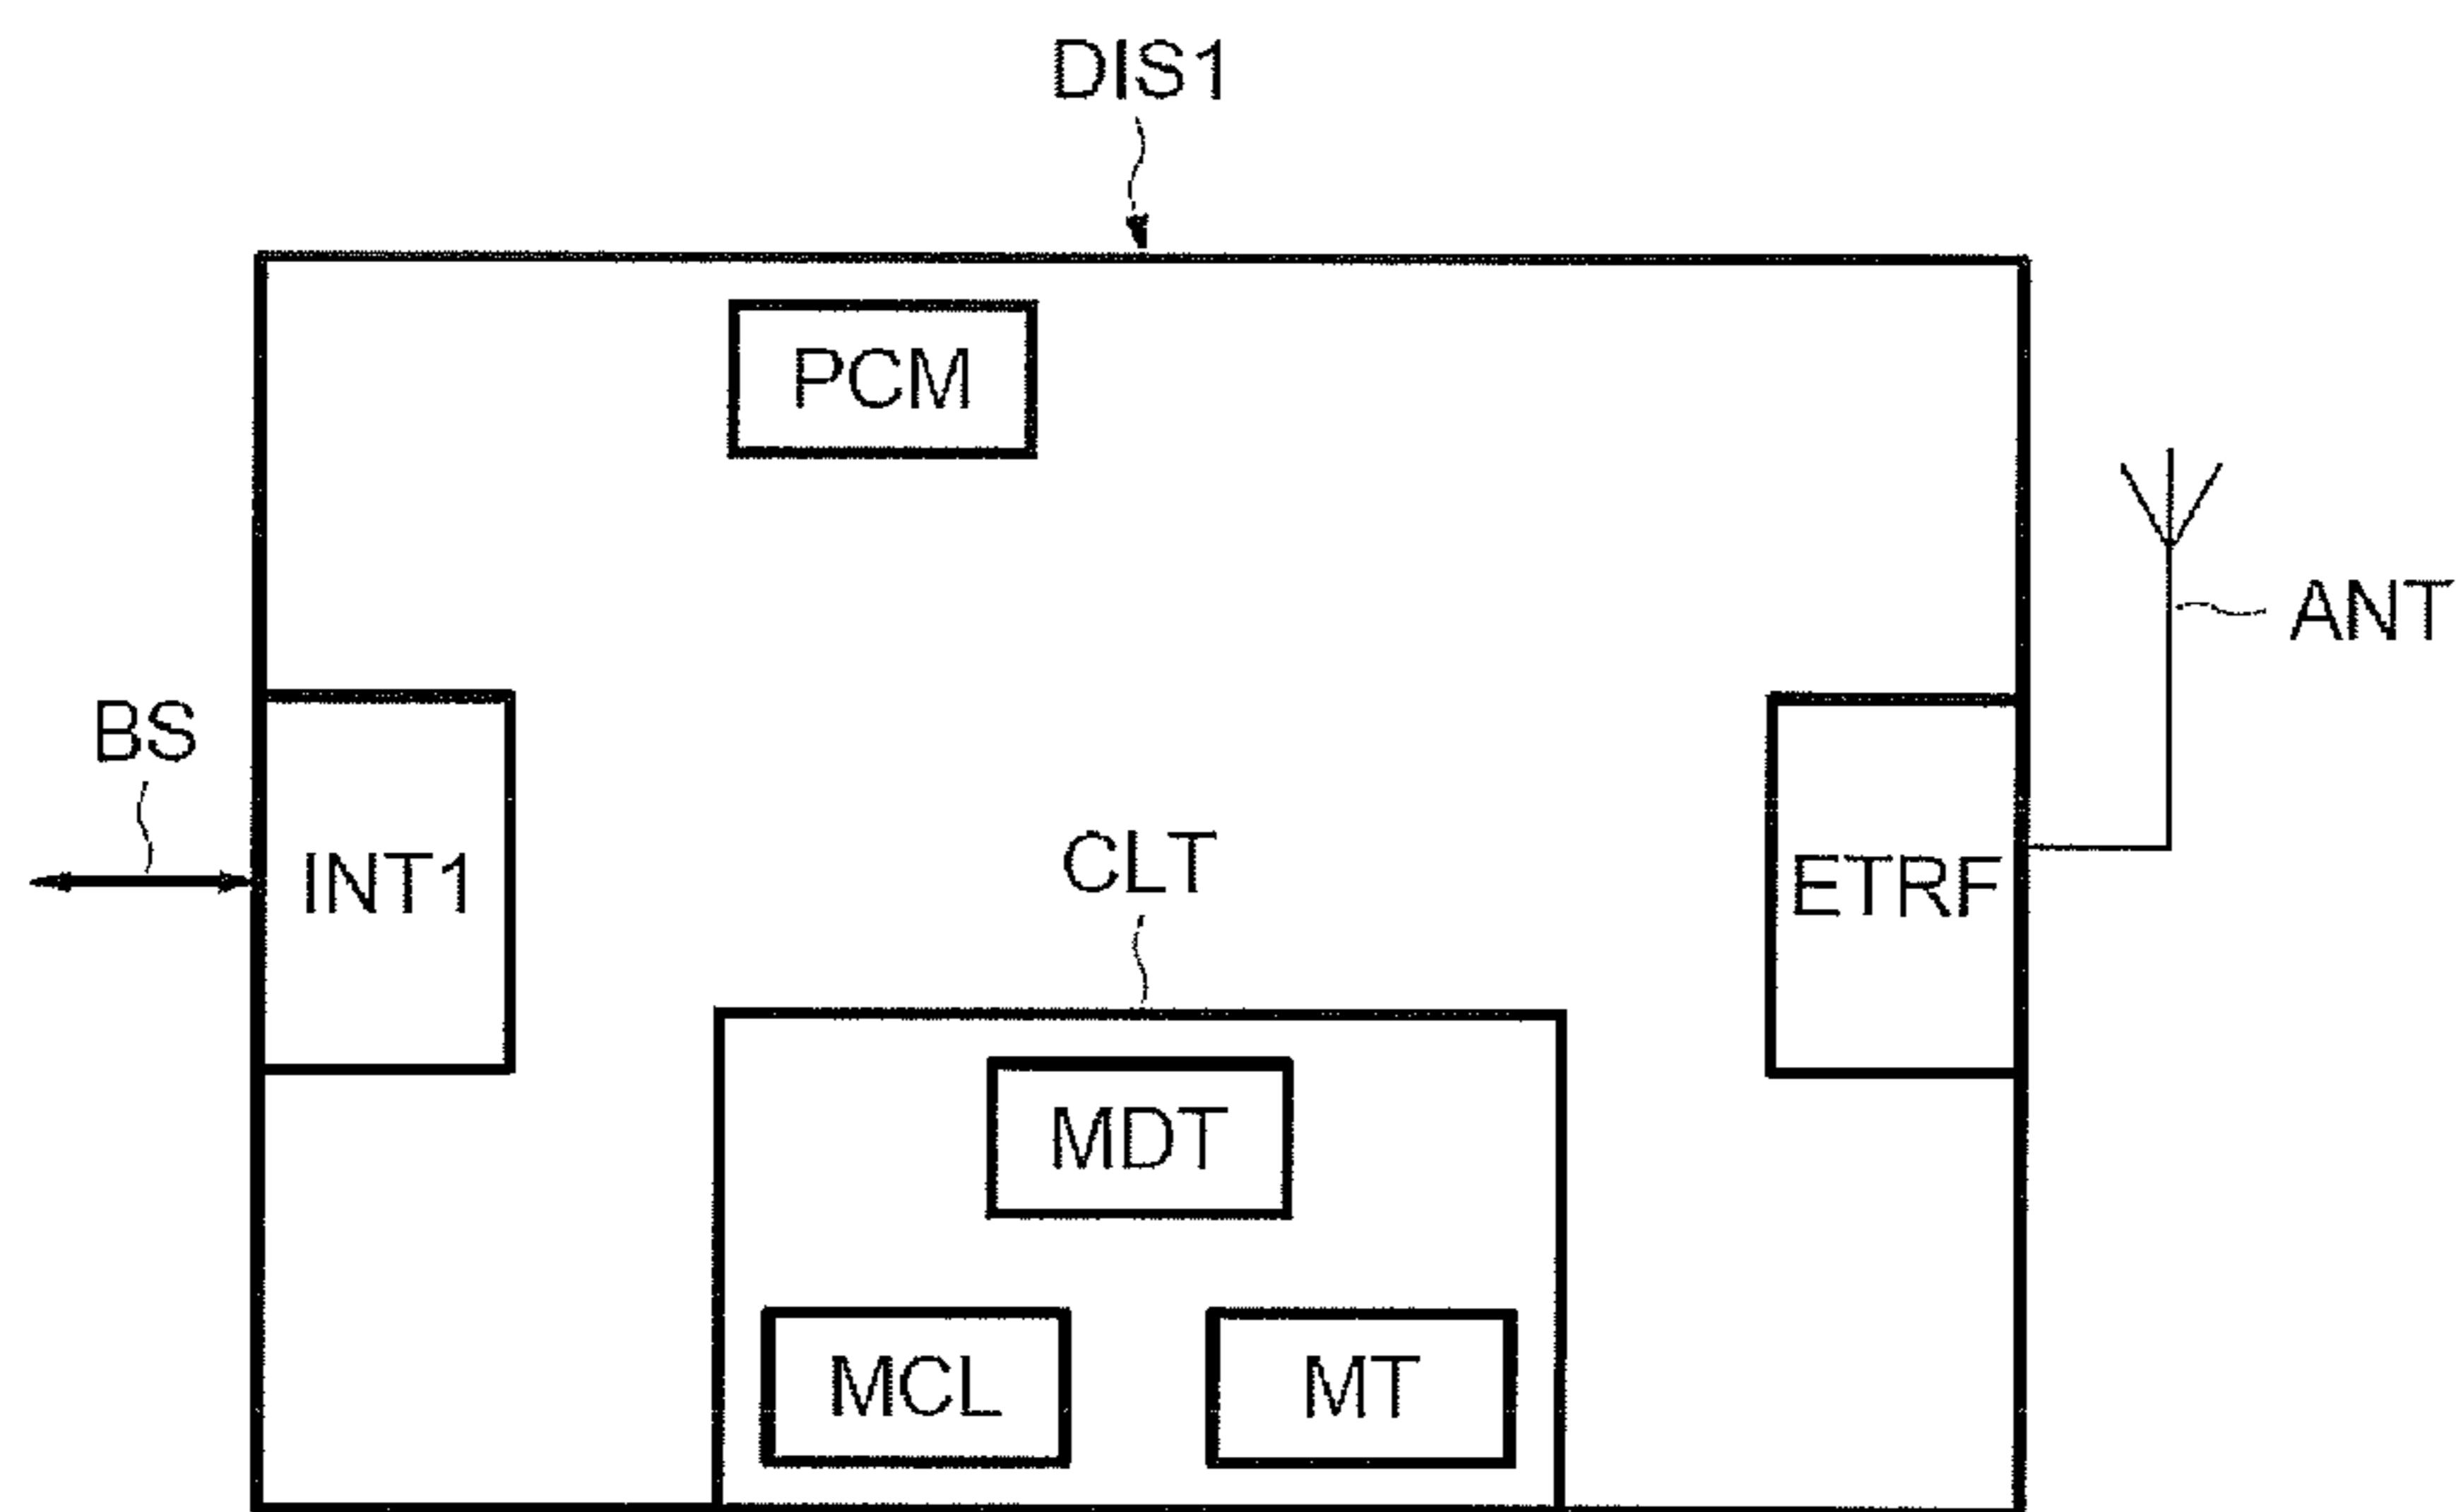 DIS1
PCM
ANT
BS
INT1
CLT
ETRF
MDT
MCL
MT